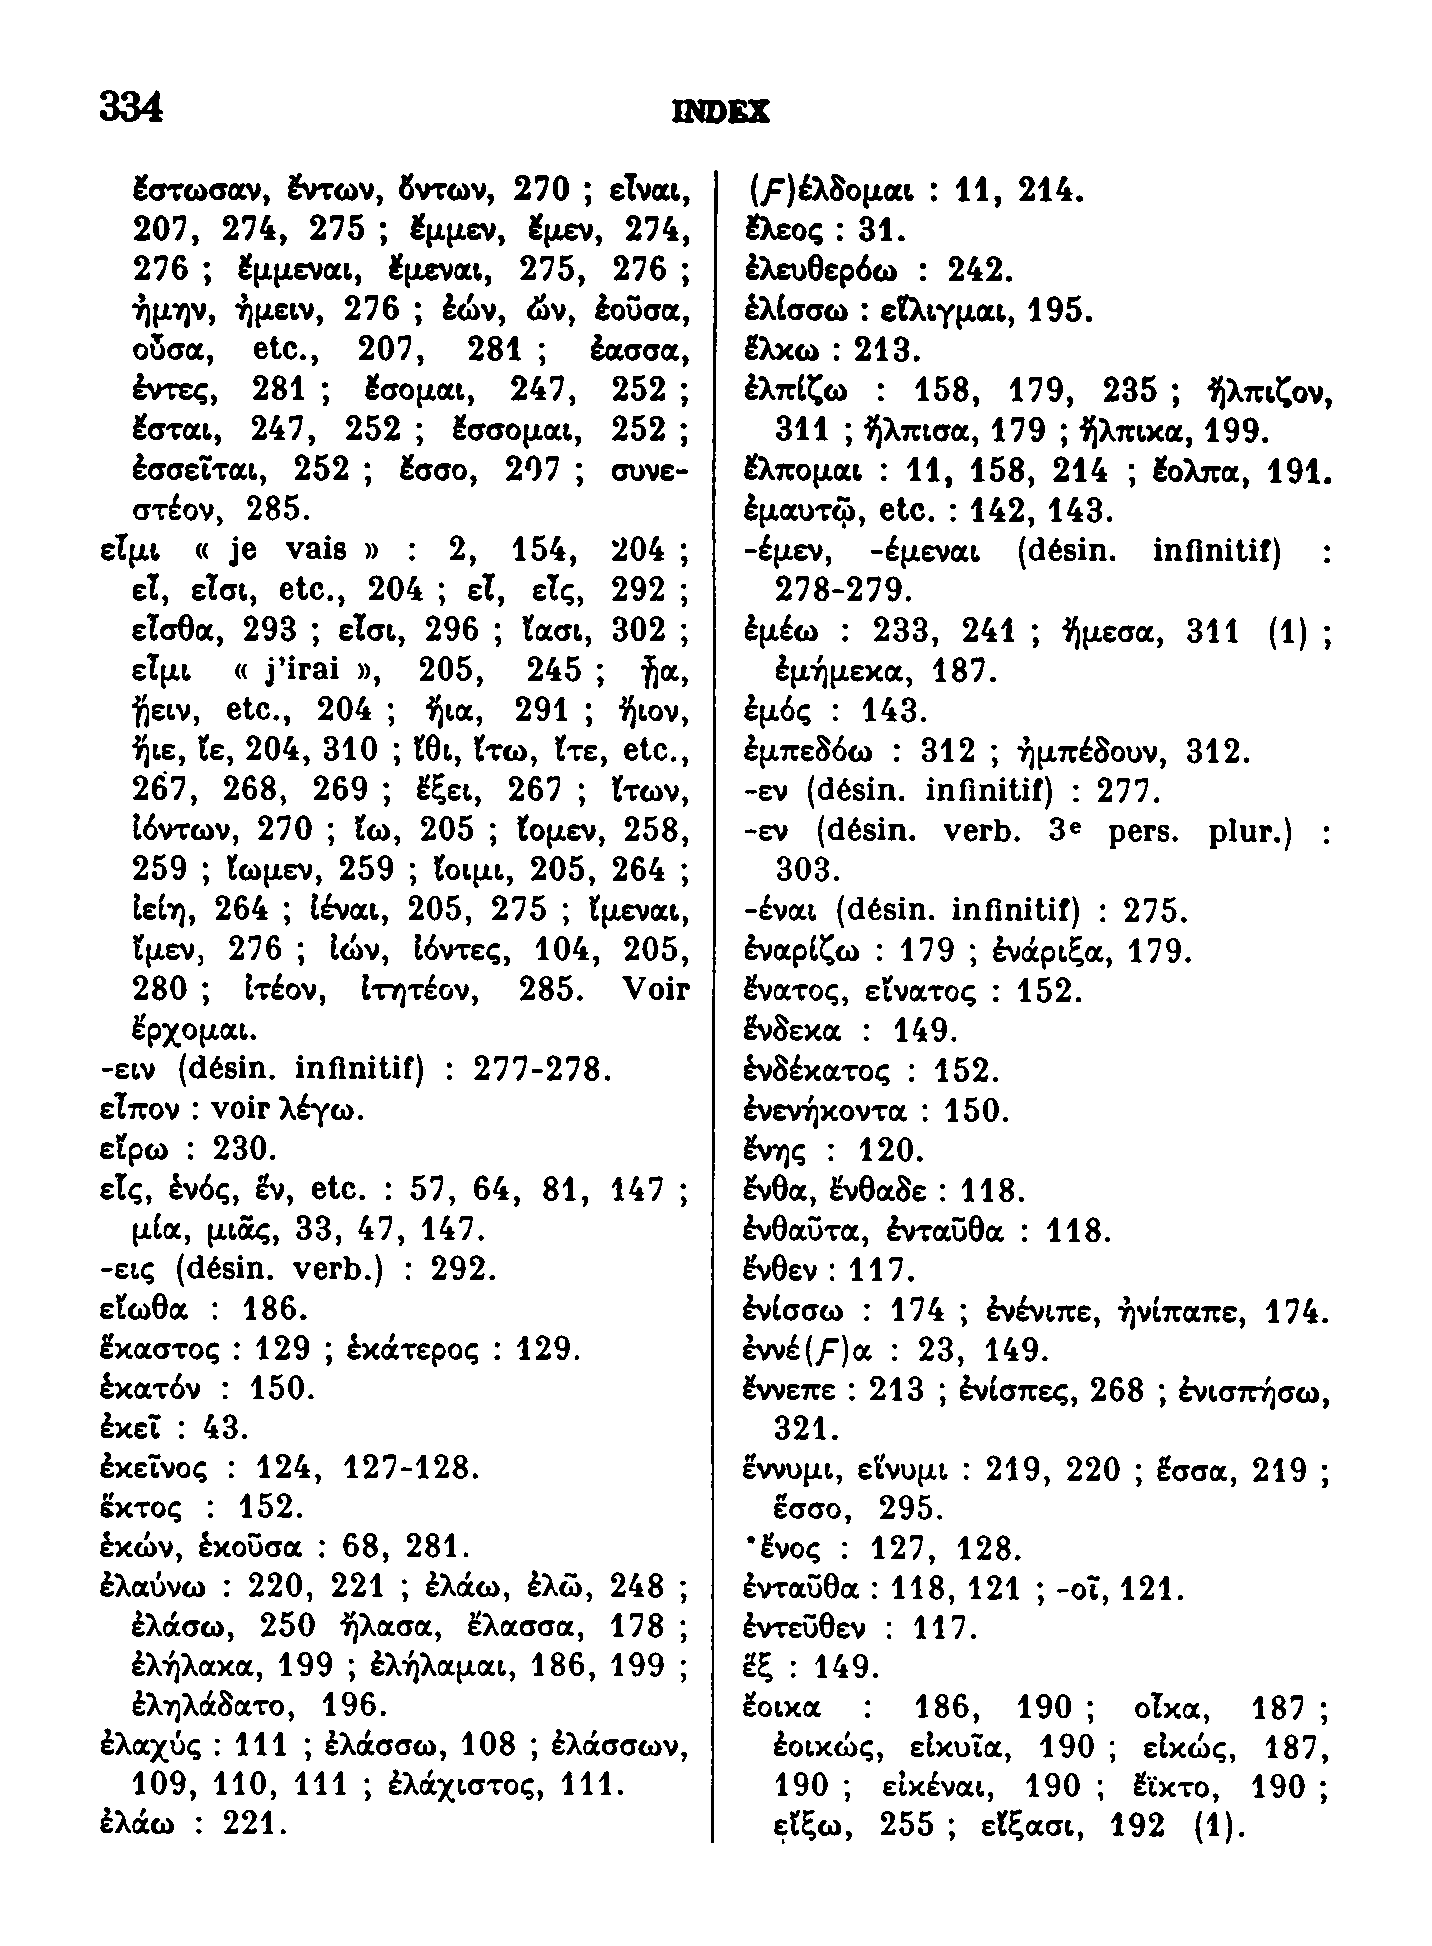 334
INDEX
ἔστωσαν, ἔντων, ὄντων, 270 ; εἶναι,
207, 274, 275 ; ἔμμεν, ἔμεν, 274,
276 ; ἔμμεναι, ἔμεναι, 275, 276 ;
ἠμην, ἠμειν, 276 ; ἐών, ὤν, ἐοῦσα,
οὖσα, etc., 207, 281 ; ἐασσα,
ἐντες, 281 ; ἔσομαι, 247, 252 ;
ἔσται, 247, 252 ; ἔσσομαι, 252 ;
ἐσσεῖται, 252 ; ἔσσο, 207 ; συνε-
στέον, 285.
εἶμι « je vais » : 2, 154, 204 ;
εἶ, εἶσι, etc., 204 ; εἶ, εἶς, 292 ;
εἶσθα, 293 ; εἶσι, 296 ; ἴασι, 302 ;
εἶμι « j’irai », 205, 245 ; ᾖα,
ᾔειν, etc., 204 ; ἤια, 291 ; ἤιον,
ἤιε, ἴε, 204, 310 ; ἴθι, ἴτω, ἴτε, etc.,
267, 268, 269 ; ἔξει, 267 ; ἴτων,
ἰόντων, 270 ; ἴω, 205 ; ἴομεν, 258,
259 ; ἴωμεν, 259 ; ἴοιμι, 205, 264 ;
ἰείη, 264 ; ἰέναι, 205, 275 ; ἴμεναι,
ἴμεν, 276 ; ἰών, ἰόντες, 104, 205,
280 ; ἰτέον, ἰτητέον, 285. Voir
ἔρχομαι.
-ειν (désin. infinitif) : 277-278.
εἶπον : voir λέγω.
εἴρω : 230.
εἷς, ἑνός, ἕν, etc. : 57, 64, 81, 147 ;
μία, μιᾶς, 33, 47, 147.
-εις (désin. verb.) : 292.
εἴωθα : 186.
ἕκαστος : 129 ; ἑκάτερος : 129.
ἑκατόν : 150.
ἐκεῖ : 43.
ἐκεῖνος : 124, 127-128.
ἕκτος : 152.
ἑκών, ἑκοῦσα : 68, 281.
ἐλαύνω : 220, 221 ; ἐλάω, ἐλῶ, 248 ;
ἐλάσω, 250 ἤλασα, ἔλασσα, 178 ;
ἐλήλακα, 199 ; ἐλήλαμαι, 186, 199 ;
ἐληλάδατο, 196.
ἐλαχύς : 111 ; ἐλάσσω, 108 ; ἐλάσσων,
109, 110, 111 ; ἐλάχιστος, 111.
ἐλάω : 221.
(ϝ)έλδομαι : 11, 214.
ἔλεος : 31.
ἐλευθερόω : 242.
ἑλίσσω : εἵλιγμαι, 195.
ἕλκω : 213.
ἐλπίζω : 158, 179, 235 ; ἤλπιζον,
311 ; ἤλπισα, 179 ; ἤλπικα, 199.
ἔλπομαι : 11, 158, 214 ; ἔολπα, 191.
ἐμαυτῷ, etc. : 142, 143.
-έμεν, -έμεναι (désin. infinitif) :
278-279.
ἐμέω : 233, 241 ; ἤμεσα, 311 (1) ;
ἐμήμεκα, 187.
ἐμός : 143.
ἐμπεδόω : 312 ; ἠμπέδουν, 312.
-εν (désin. infinitif) : 277.
-εν (désin. verb. 3e pers. plur.) :
303.
-έναι (désin. infinitif) : 275.
ἐναρίζω : 179 ; ἐνάριξα, 179.
ἔνατος, εἴνατος : 152.
ἕνδεκα : 149.
ἑνδέκατος : 152.
ἐνενήκοντα : 150.
ἔνης : 120.
ἔνθα, ἔνθαδε : 118.
ἐνθαῦτα, ἐνταῦθα : 118.
ἔνθεν : 117.
ἐνίσσω : 174 ; ἐνένιπε, ἠνίπαπε, 174.
ἐννέ(ϝ)α : 23, 149.
ἔννεπε : 213 ; ἐνίσπες, 268 ; ἐνισπήσω,
321.
ἕννυμι, εἵνυμι : 219, 220 ; ἕσσα, 219 ;
ἕσσο, 295.
*ἔνος : 127, 128.
ἐνταῦθα : 118, 121 ; -οῖ, 121.
ἐντεῦθεν : 117.
ἕξ : 149.
ἔοικα : 186, 190 ; οἶκα, 187 ;
ἐοικώς, εἰκυῖα, 190 ; εἰκώς, 187,
190 ; εἰκέναι, 190 ; ἔϊκτο, 190 ;
εἴξω, 255 ; εἴξασι, 192 (1).